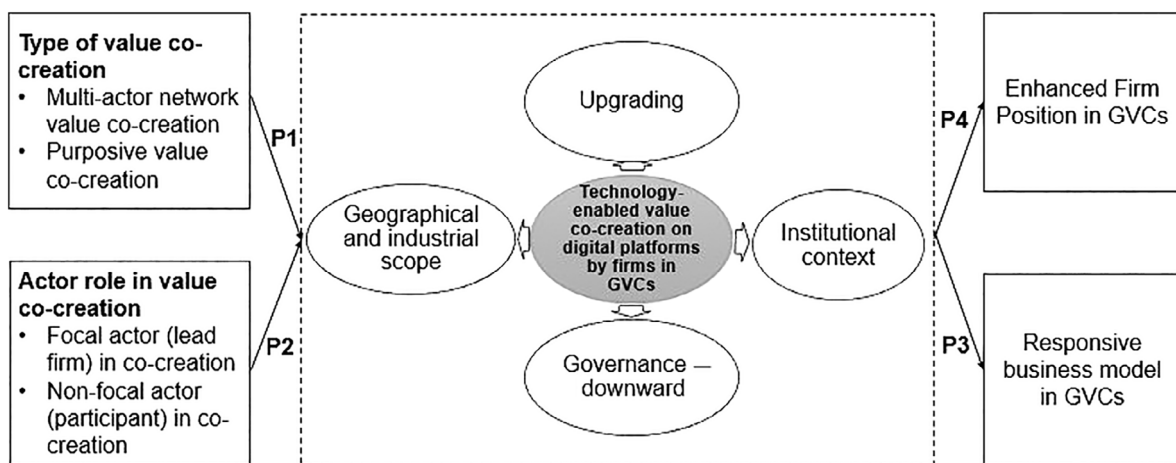 Type of value co-
creation
• Multi-actor network
value co-creation
• Purposive value
co-creation
P1
Actor role in value
co-creation
• Focal actor (lead
firm) in co-creation
• Non-focal actor
(participant) in co-
creation
P2
Upgrading
Geographical
and industrial
scope
Technology-
enabled value
co-creation on
digital platforms
by firms in
GVCs
Institutional
context
Governance —
downward
P4
Enhanced Firm
Position in GVCs
P3
Responsive
business model
in GVCs